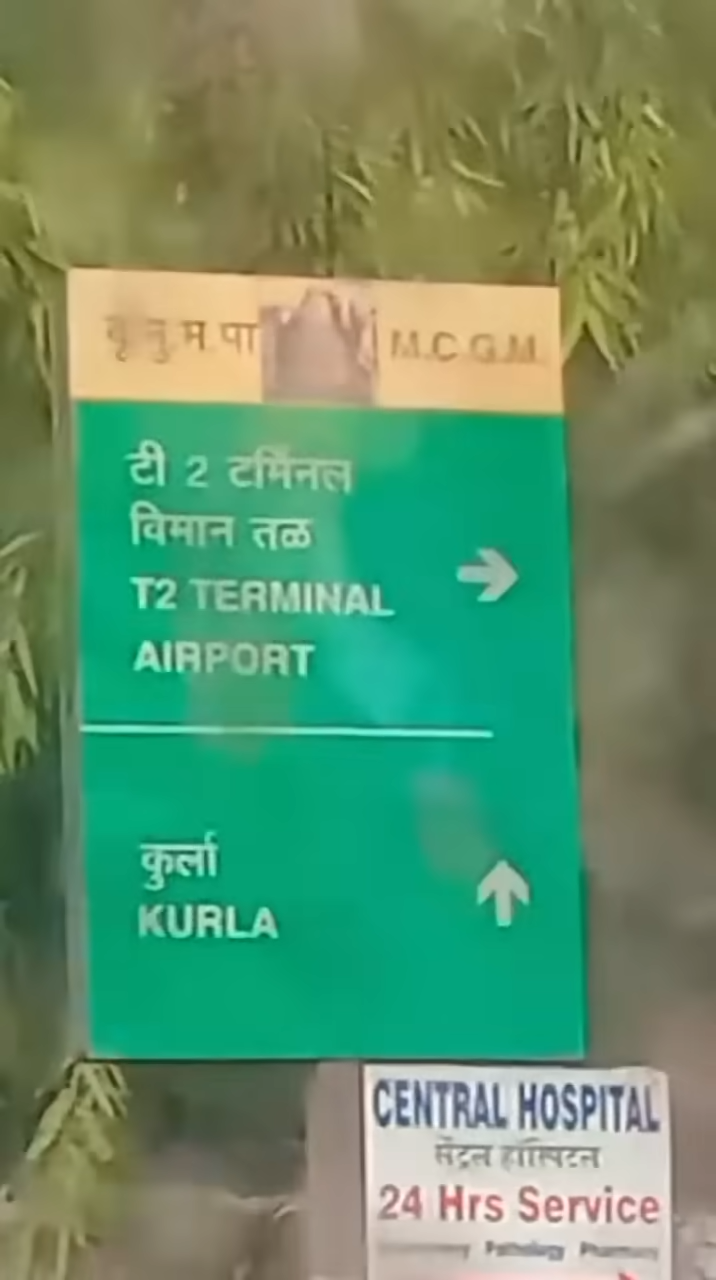 बृ.मु.म.पा M.C.G.M.
टी 2 टर्मिनल
विमान तळ
T2 TERMINAL
AIRPORT
कुर्ला
KURLA
CENTRAL HOSPITAL
सेंट्रल हॉस्पिटल
24 Hrs Service
Pathology Pharmacy